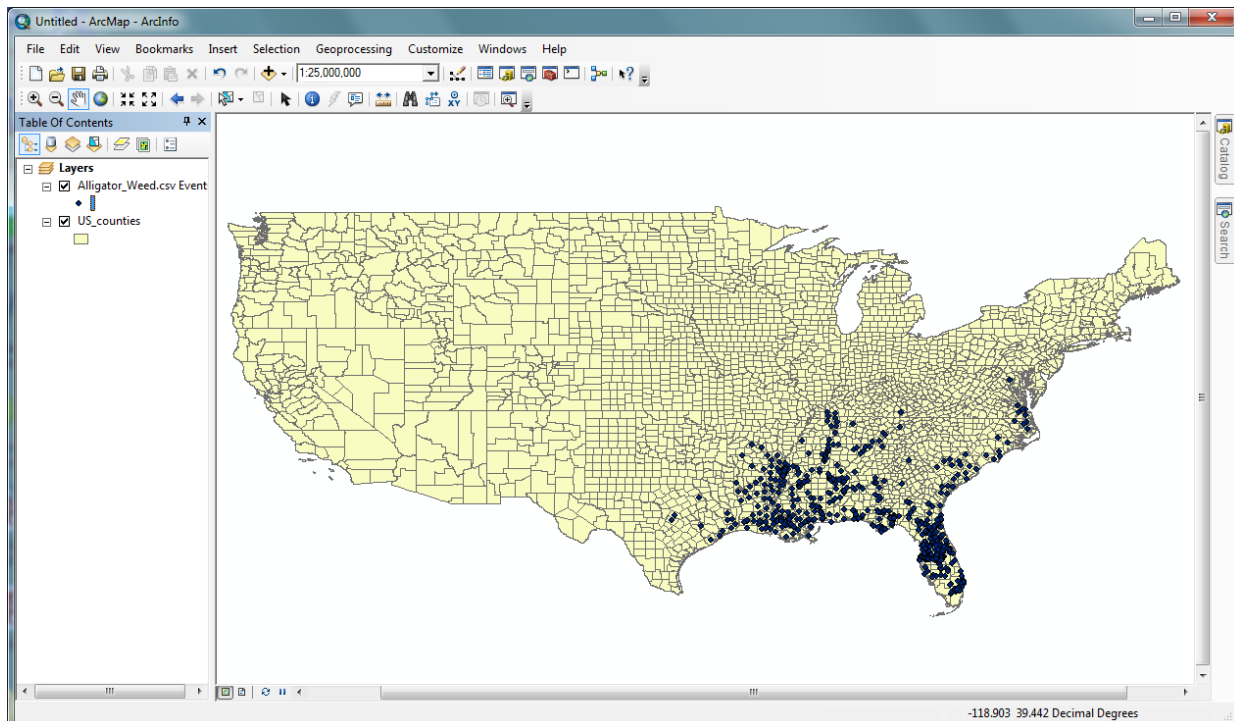 Untitled - ArcMap - ArcInfo
File Edit View Bookmarks Insert Selection Geoprocessing Customize Windows Help
1:25,000,000
Table Of Contents
Layers
Alligator_Weed.csv Event
US_counties
Catalog
Search
-118.903 39.442 Decimal Degrees